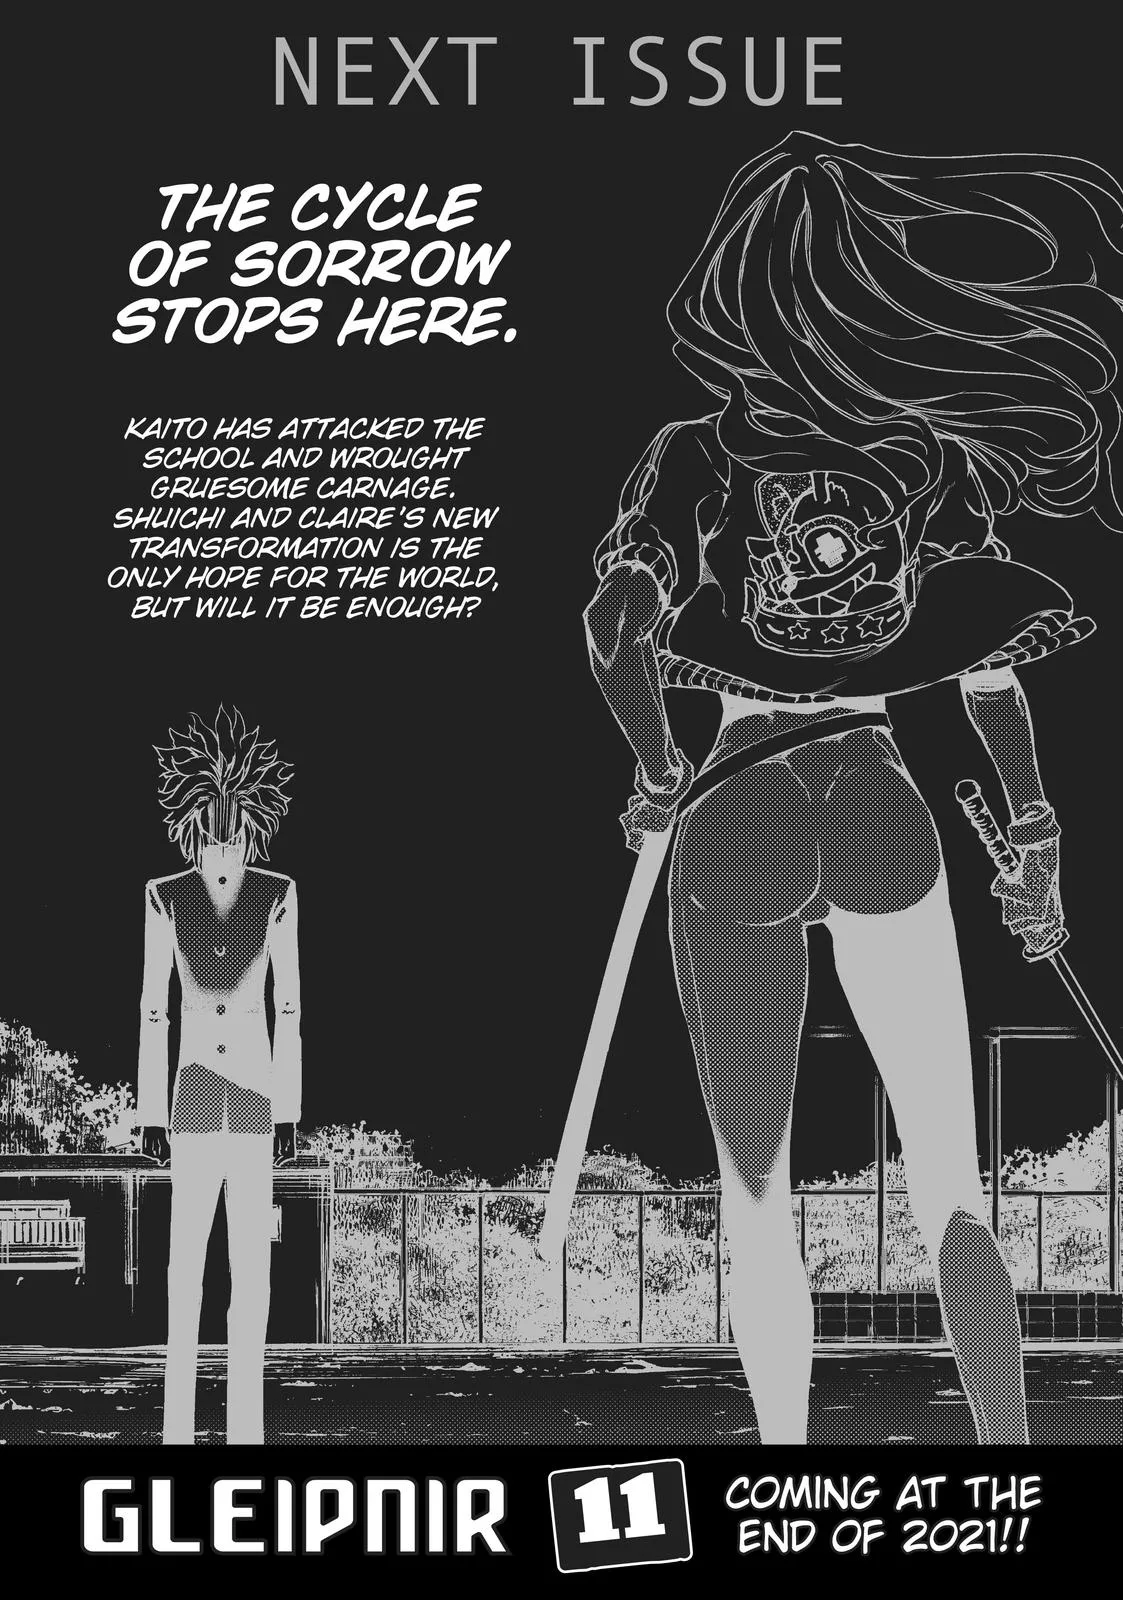 NEXT ISSUE
THE CYCLE
OF SORROW
STOPS HERE.
KAITO HAS ATTACKED THE
SCHOOL AND WROUGHT
GRUESOME CARNAGE.
SHUICHI AND CLAIRE'S NEW
TRANSFORMATION IS THE
ONLY HOPE FOR THE WORLD,
BUT WILL IT BE ENOUGH?
GLEIPNIR 11 COMING AT THE
END OF 2021!!